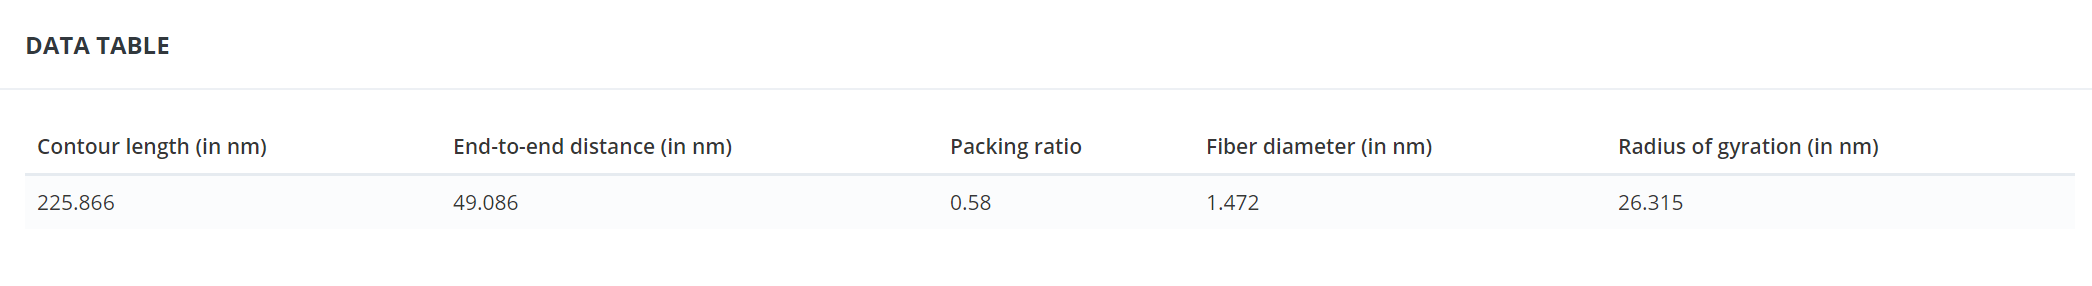 DATA TABLE
Contour length (in nm) End-to-end distance (in nm) Packing ratio Fiber diameter (in nm) Radius of gyration (in nm)
225.866 49.086 0.58 1.472 26.315